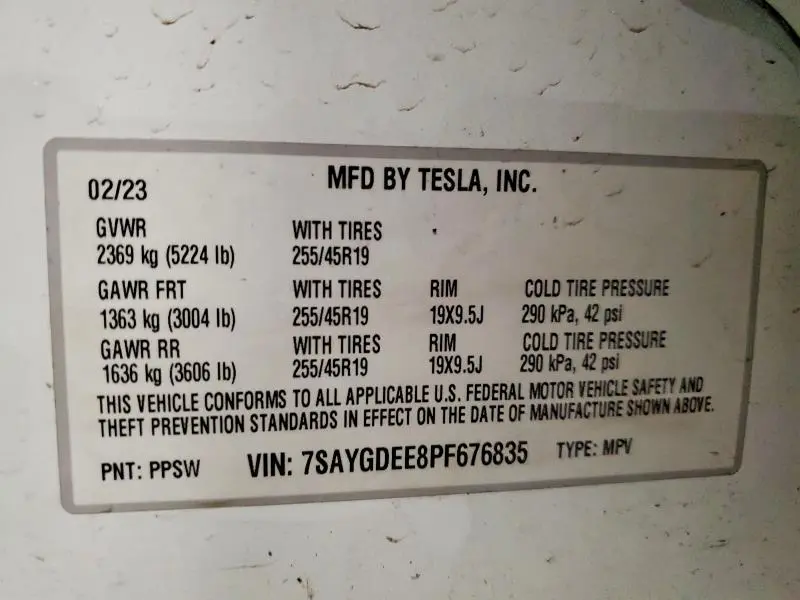 02/23 MFD BY TESLA, INC.
GVWR WITH TIRES
2369 kg (5224 lb) 255/45R19
GAWR FRT WITH TIRES RIM COLD TIRE PRESSURE
1363 kg (3004 lb) 255/45R19 19X9.5J 290 kPa, 42 psi
GAWR RR WITH TIRES RIM COLD TIRE PRESSURE
1636 kg (3606 lb) 255/45R19 19X9.5J 290 kPa, 42 psi
THIS VEHICLE CONFORMS TO ALL APPLICABLE U.S. FEDERAL MOTOR VEHICLE SAFETY AND
THEFT PREVENTION STANDARDS IN EFFECT ON THE DATE OF MANUFACTURE SHOWN ABOVE.
PNT: PPSW VIN: 7SAYGDEE8PF676835 TYPE: MPV